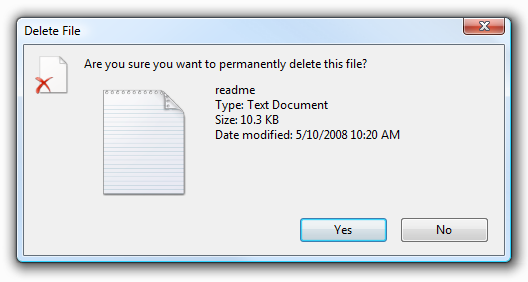 Delete File
Are you sure you want to permanently delete this file?
readme
Type: Text Document
Size: 10.3 KB
Date modified: 5/10/2008 10:20 AM
Yes
No